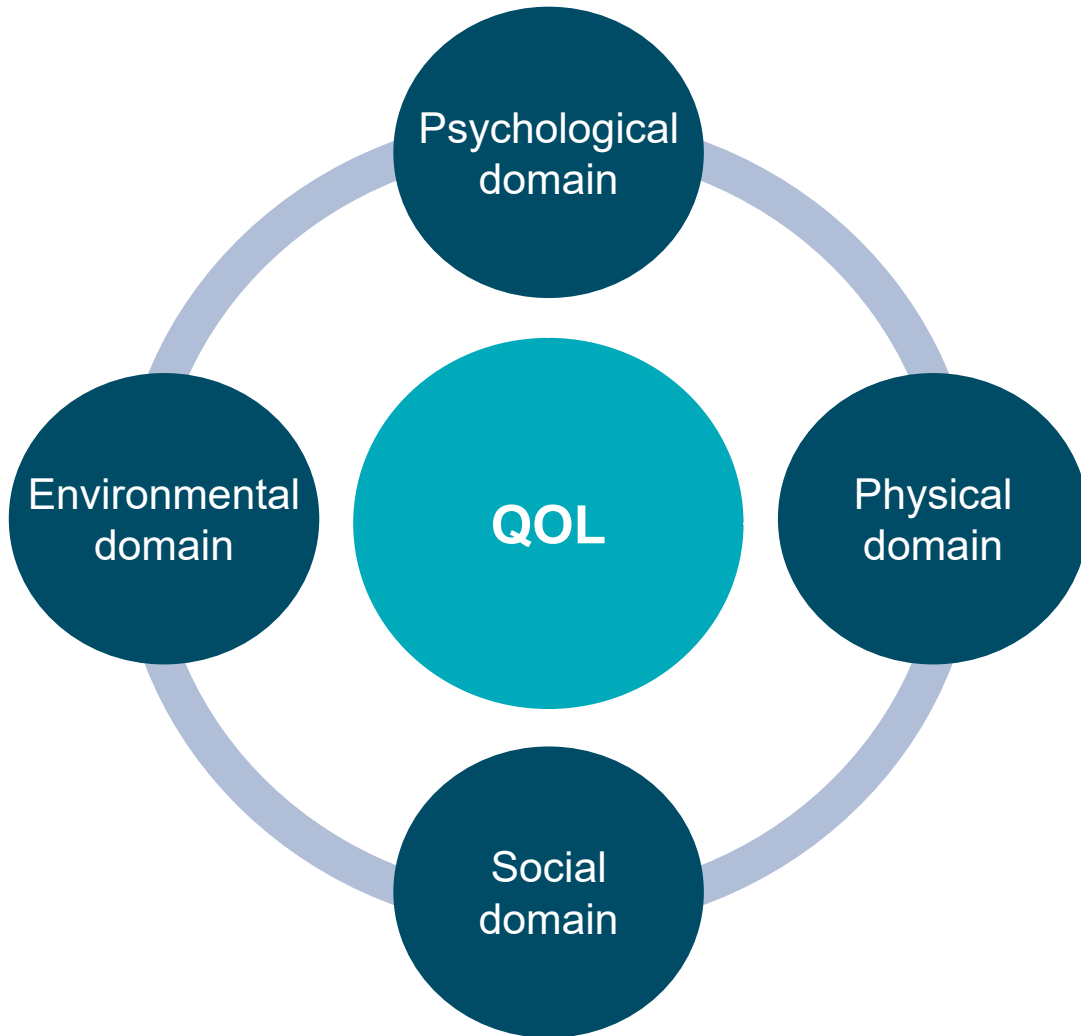 Psychological
domain
Environmental
domain
QOL
Physical
domain
Social
domain